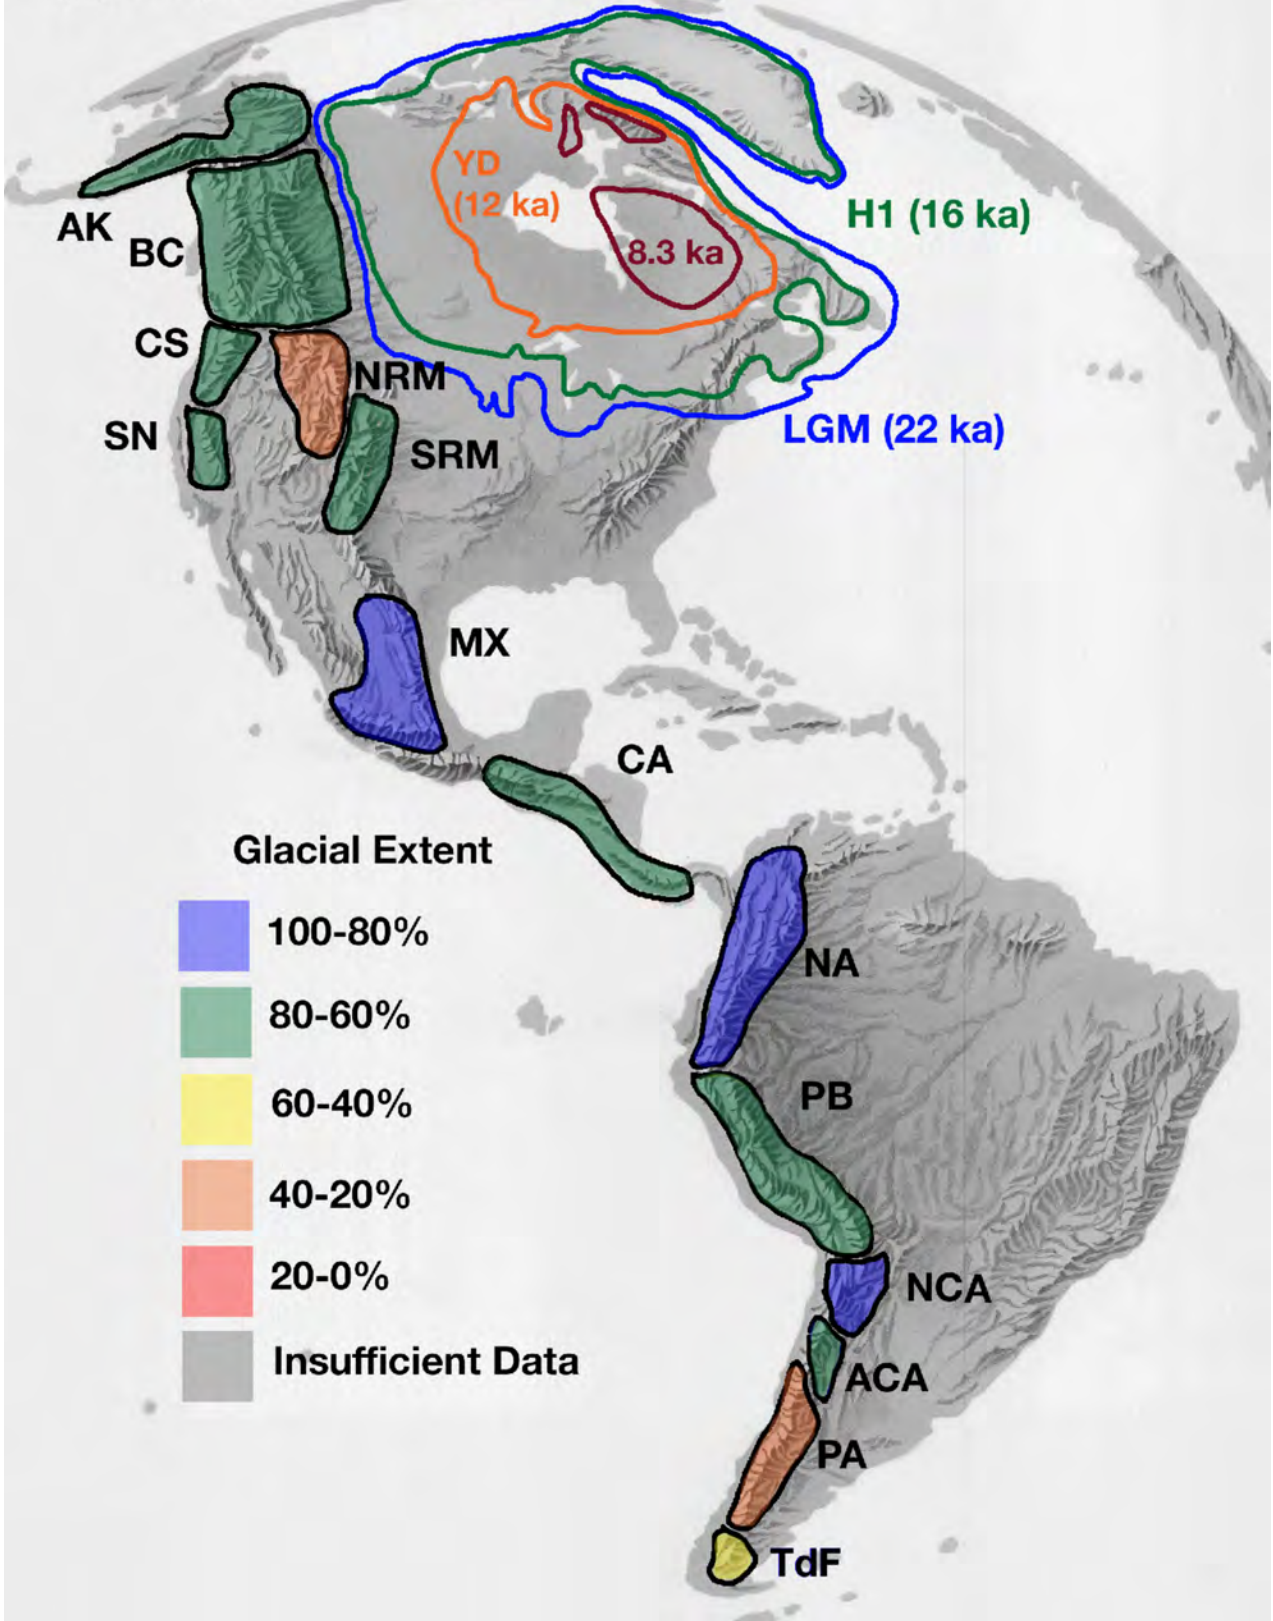 YD
(12 ka)
8.3 ka
H1 (16 ka)
AK
BC
CS
NRM
LGM (22 ka)
SN
SRM
MX
CA
Glacial Extent
100-80%
80-60%
60-40%
40-20%
20-0%
Insufficient Data
NA
PB
NCA
ACA
PA
TdF